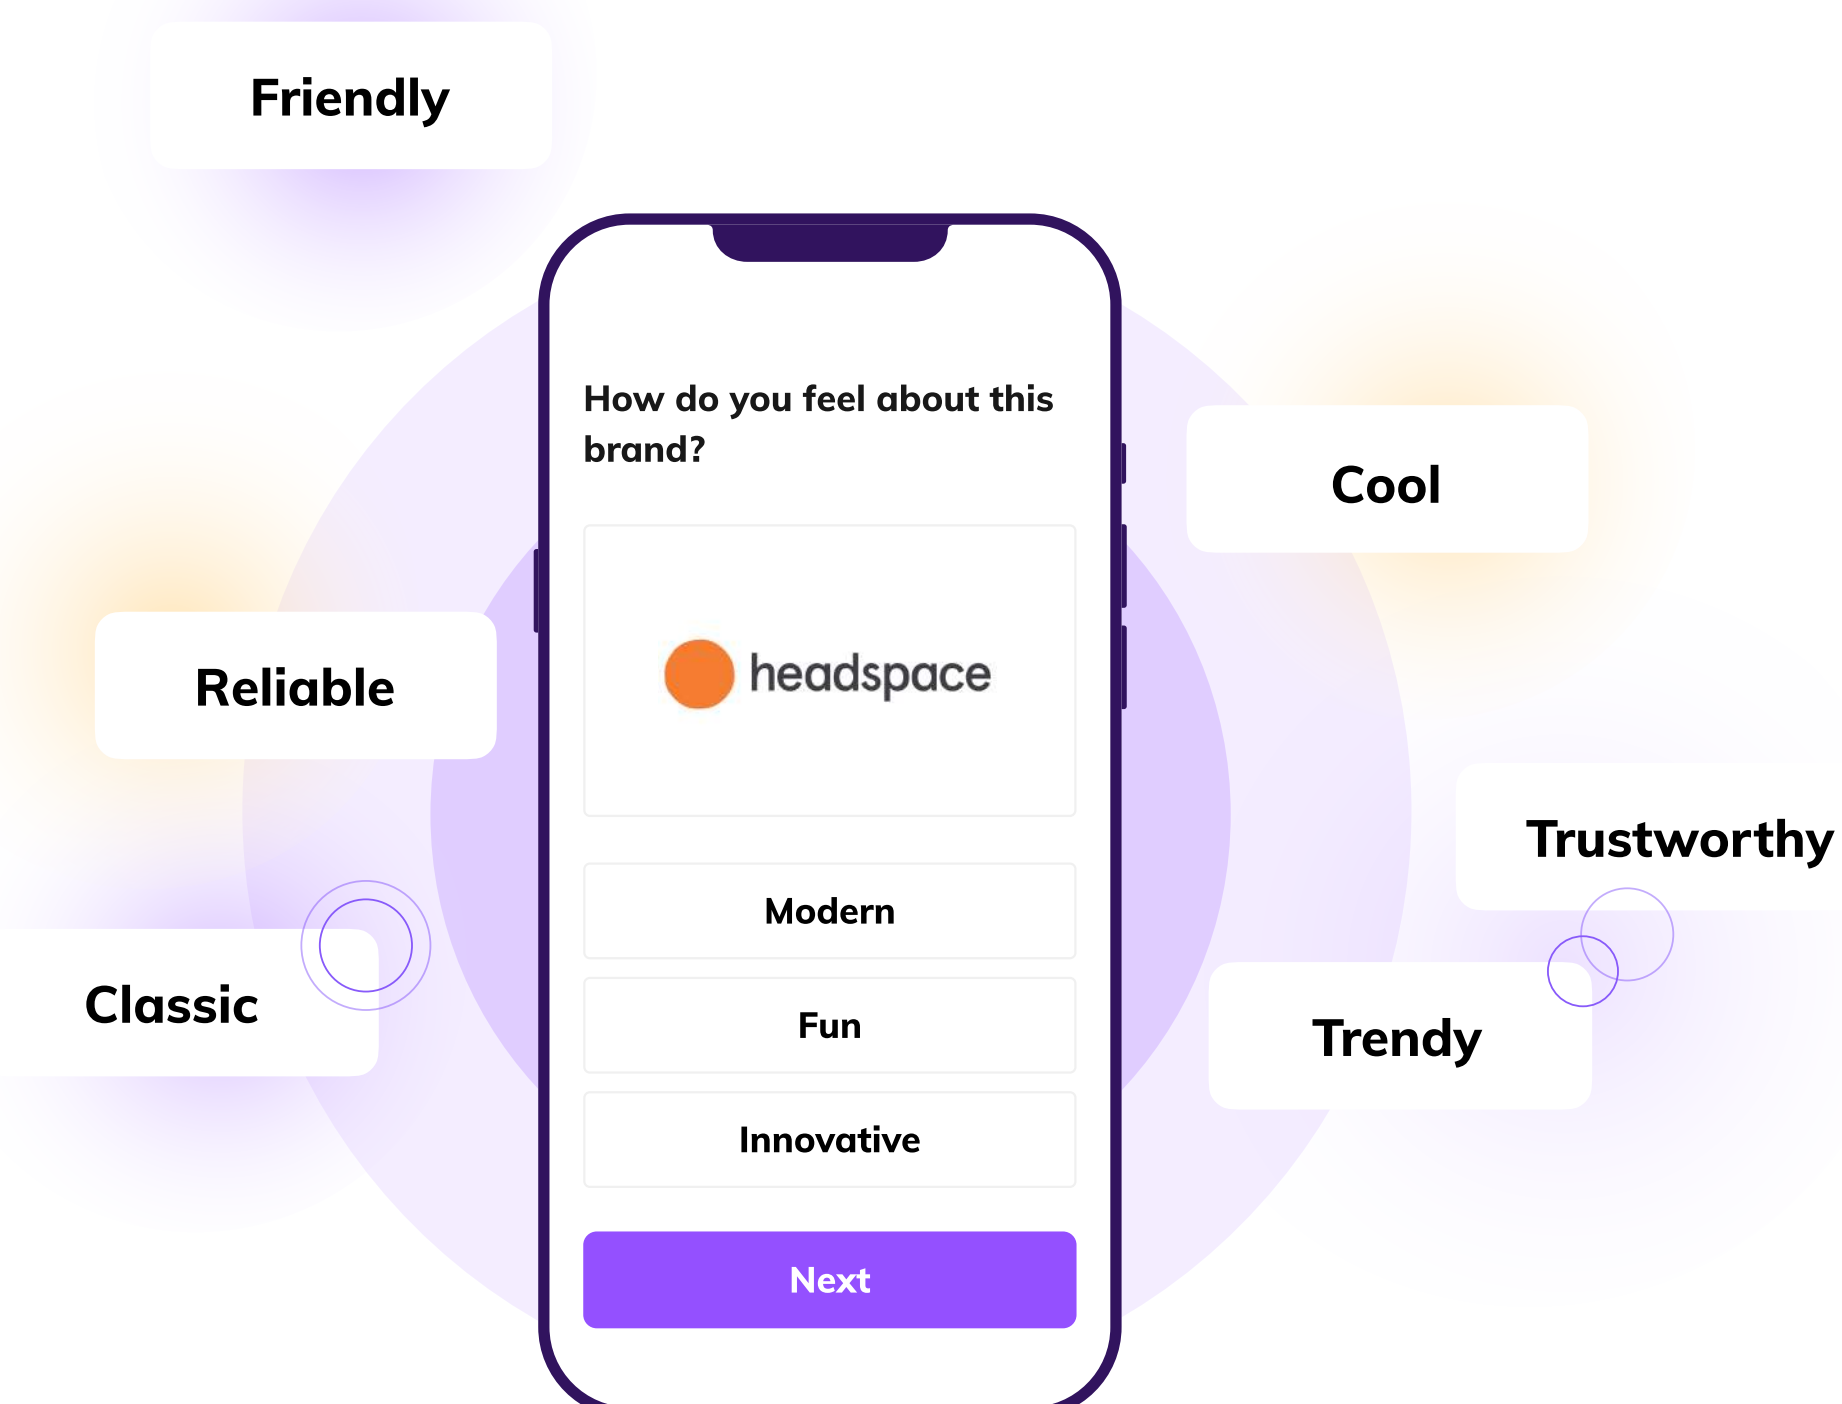 Friendly
How do you feel about this
brand?
Cool
headspace
Reliable
Trustworthy
Modern
Classic
Fun
Trendy
Innovative
Next